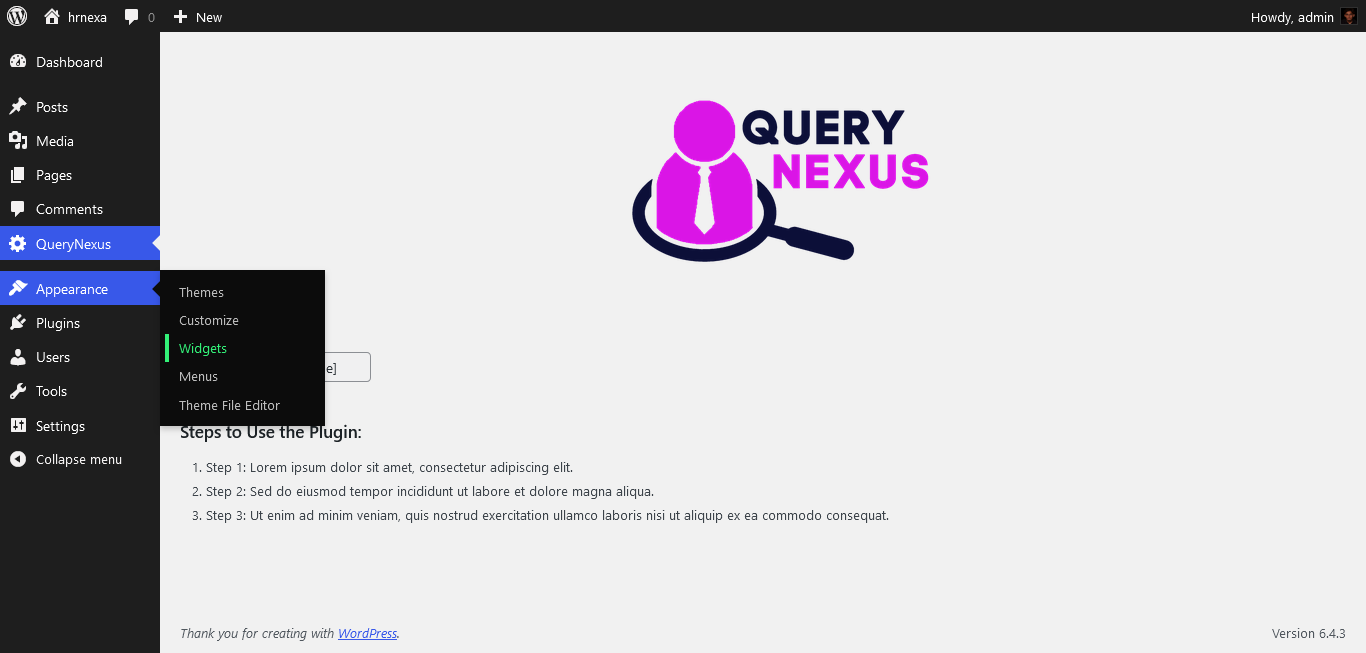 hrnexa 0 New Howdy, admin
Dashboard
Posts
Media
Pages
Comments
QueryNexus
Appearance
Plugins
Users
Tools
Settings
Collapse menu
Themes
Customize
Widgets
Menus
Theme File Editor
QUERY
NEXUS
e]
Steps to Use the Plugin:
1. Step 1: Lorem ipsum dolor sit amet, consectetur adipiscing elit.
2. Step 2: Sed do eiusmod tempor incididunt ut labore et dolore magna aliqua.
3. Step 3: Ut enim ad minim veniam, quis nostrud exercitation ullamco laboris nisi ut aliquip ex ea commodo consequat.
Thank you for creating with WordPress. Version 6.4.3